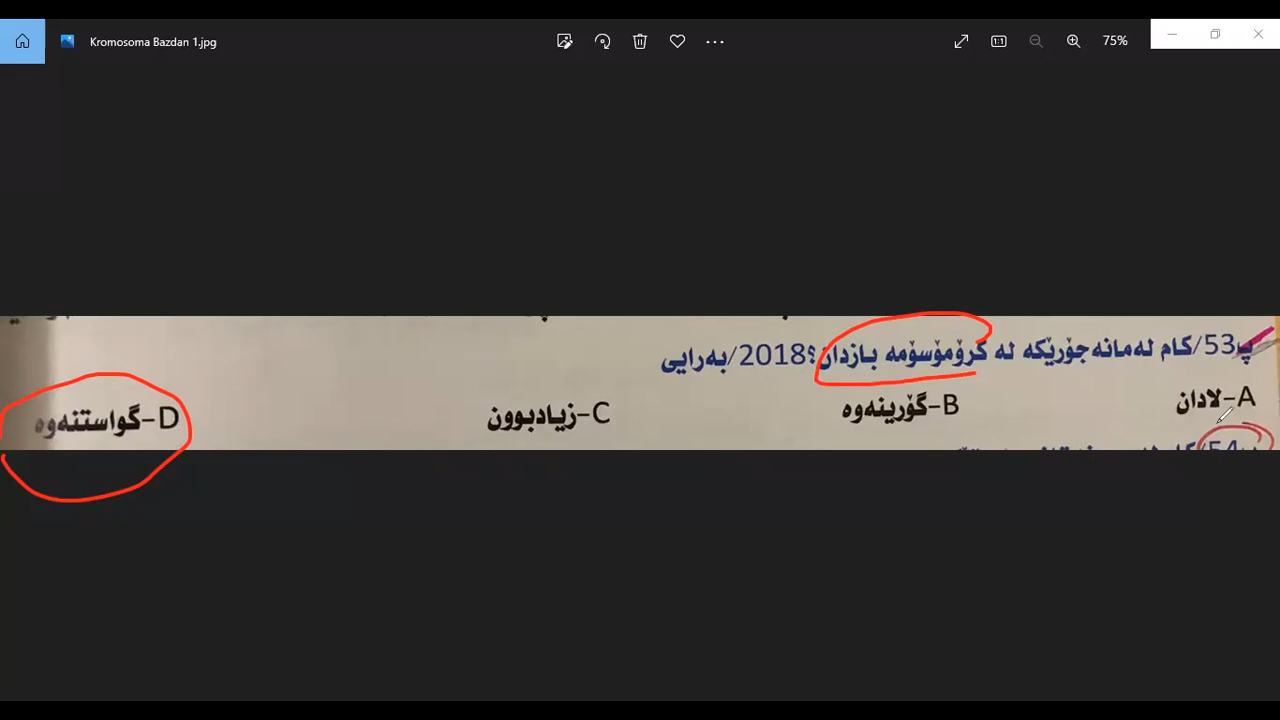 Kromosoma Bazdan 1.jpg
75%
پ53/کام لەمانە جۆرێکە لە کرۆمۆسۆمە بازدان؟2018/بەرایی
A-لادان B-گۆرینەوە C-زیادبوون D-گواستنەوە